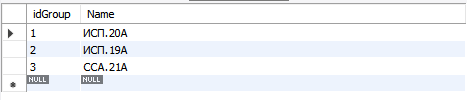 idGroup Name
1 ИСП.20А
2 ИСП.19А
3 ССА.21А
NULL NULL